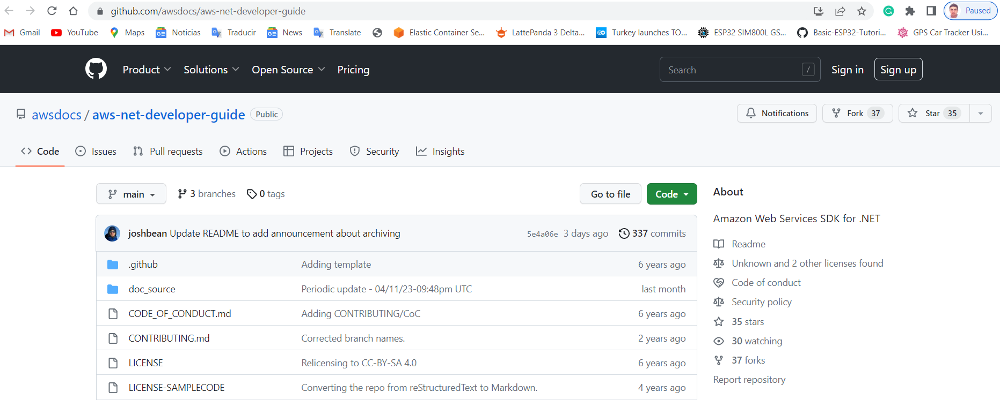 github.com/awsdocs/aws-net-developer-guide
Paused
Gmail YouTube Maps Noticias Traducir News Translate Elastic Container Se... LattePanda 3 Delta... Turkey launches TO... ESP32 SIM800L GS... Basic-ESP32-Tutori... GPS Car Tracker Usi...
Product Solutions Open Source Pricing Search / Sign in Sign up
awsdocs / aws-net-developer-guide Public Notifications Fork 37 Star 35
Code Issues Pull requests Actions Projects Security Insights
main 3 branches 0 tags Go to file Code
About
Amazon Web Services SDK for .NET
joshbean Update README to add announcement about archiving 5e4a06e 3 days ago 337 commits
.github Adding template 6 years ago
doc_source Periodic update - 04/11/23-09:48pm UTC last month
CODE_OF_CONDUCT.md Adding CONTRIBUTING/CoC 6 years ago
CONTRIBUTING.md Corrected branch names. 2 years ago
LICENSE Relicensing to CC-BY-SA 4.0 6 years ago
LICENSE-SAMPLECODE Converting the repo from reStructuredText to Markdown. 4 years ago
Readme
Unknown and 2 other licenses found
Code of conduct
Security policy
35 stars
30 watching
37 forks
Report repository